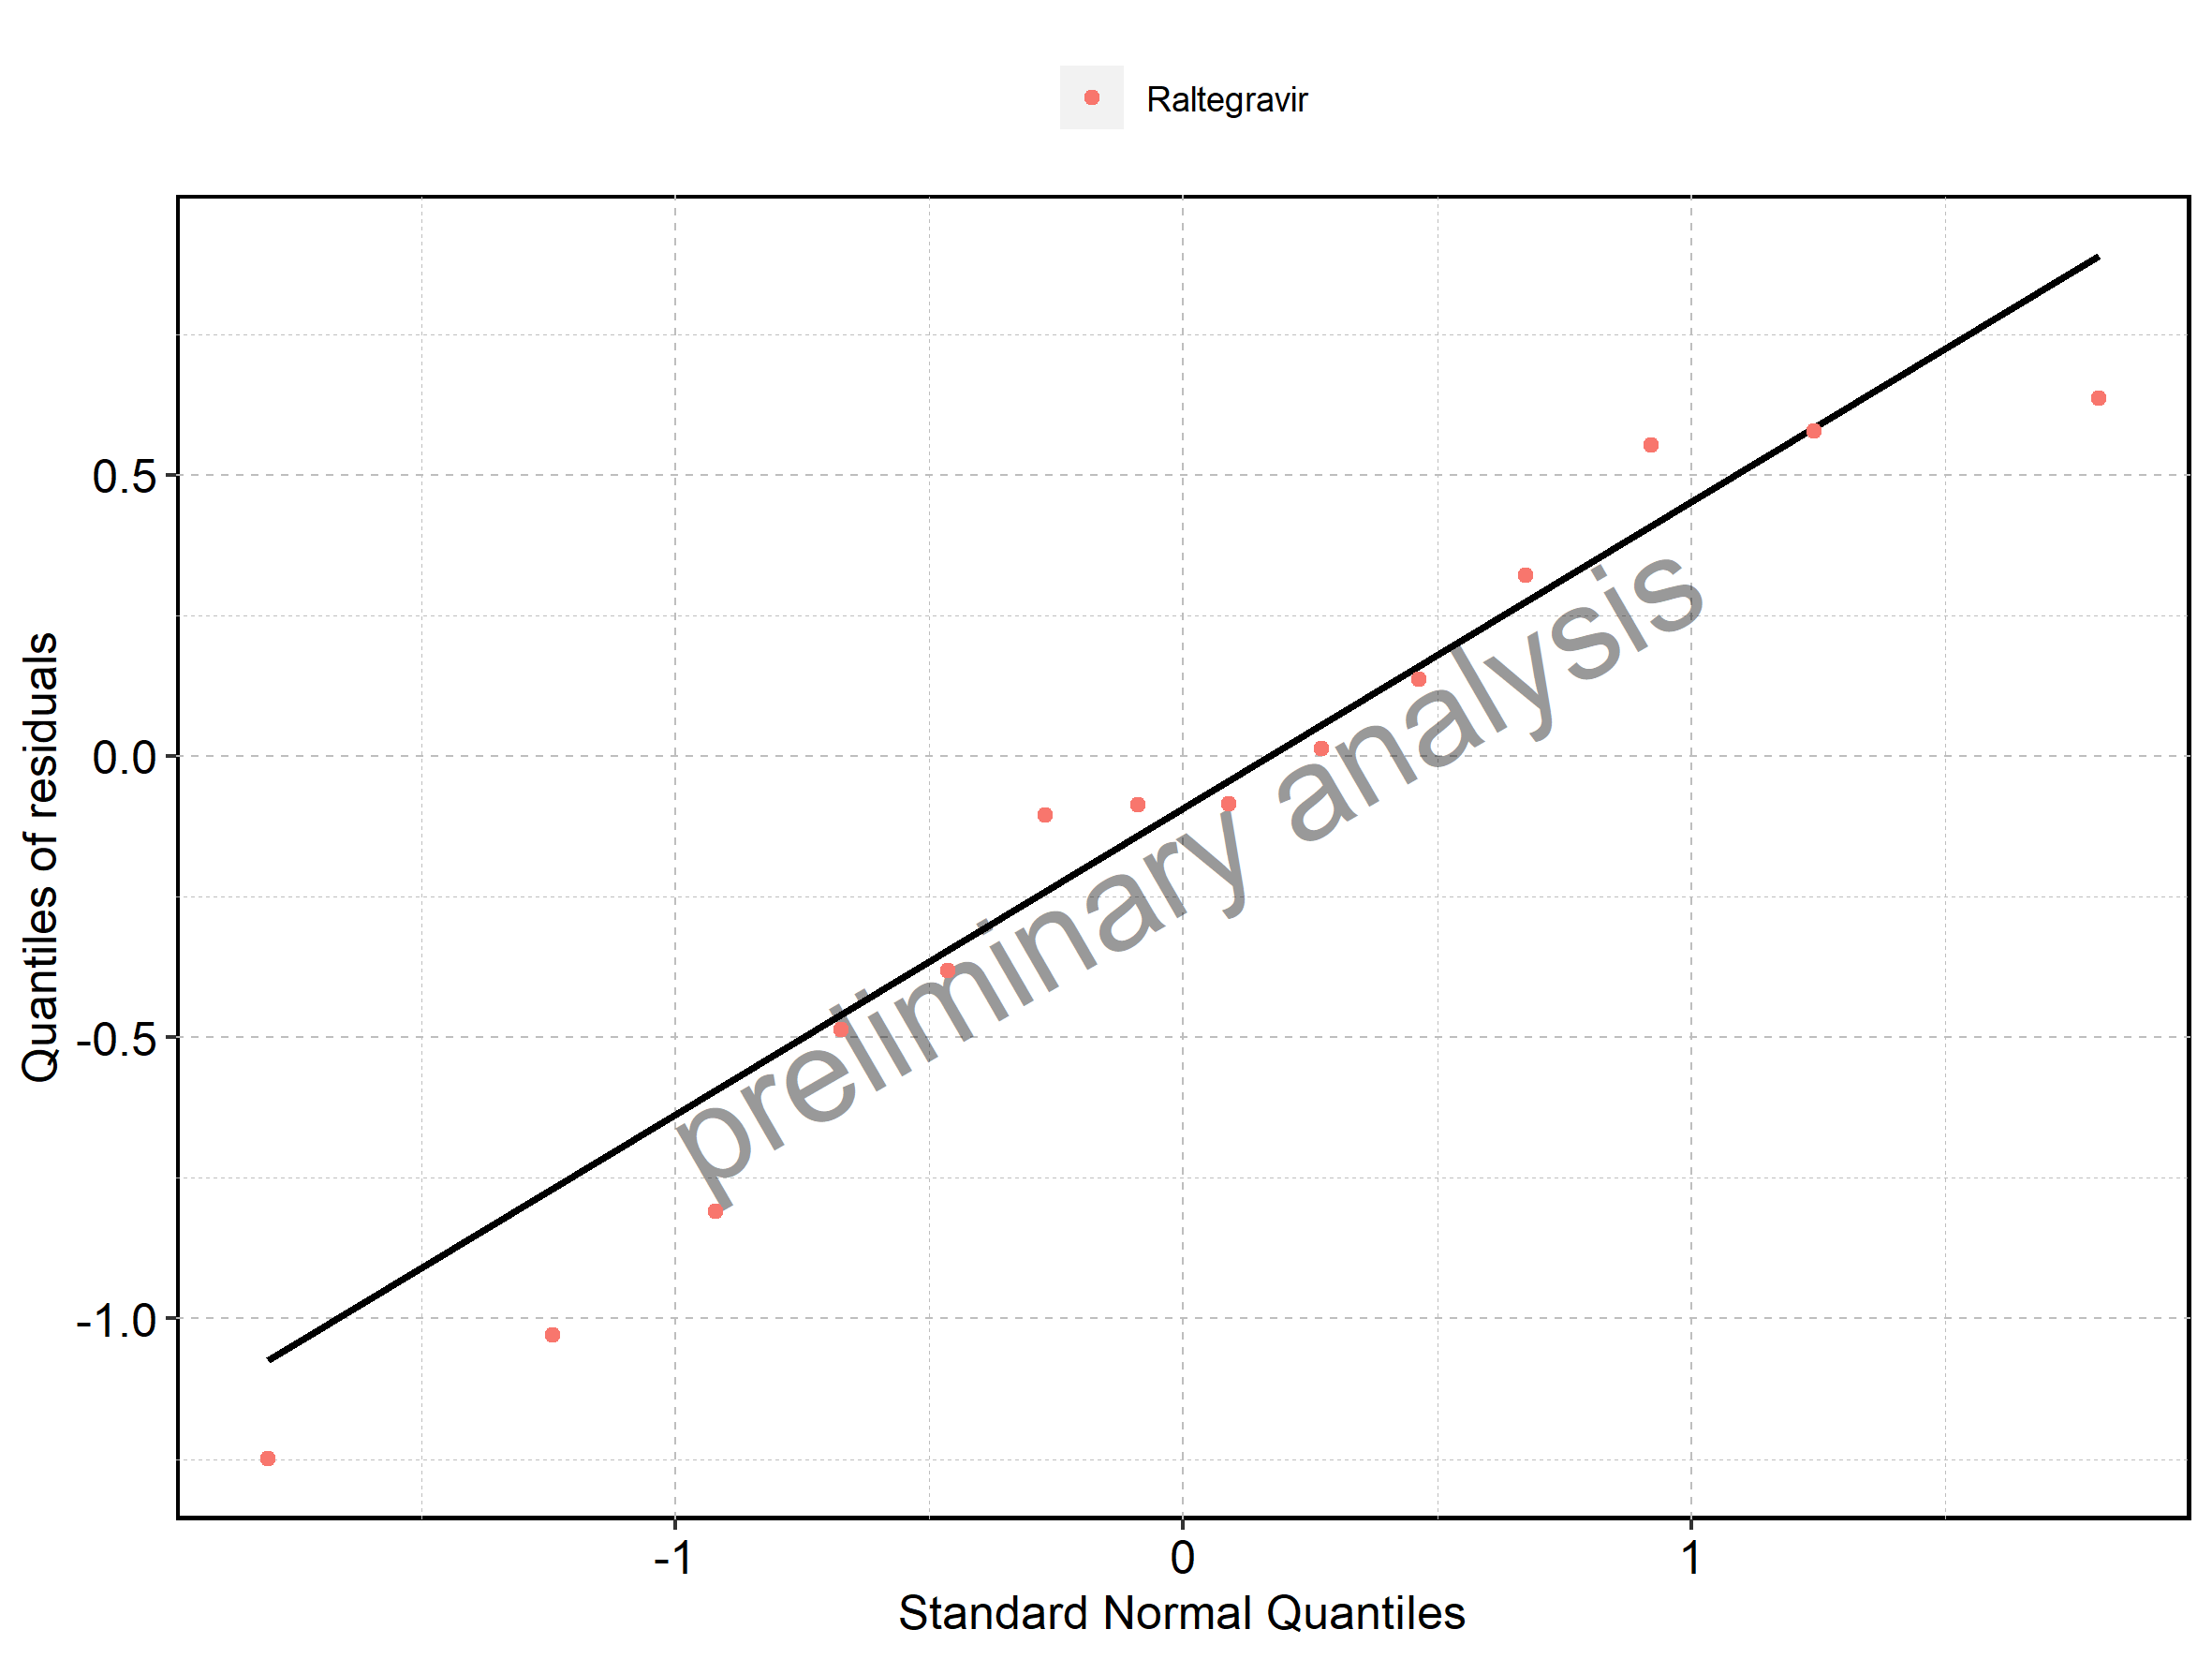 Raltegravir
0.5
0.0
-0.5
-1.0
Quantiles of residuals
preliminary analysis
-1 0 1
Standard Normal Quantiles